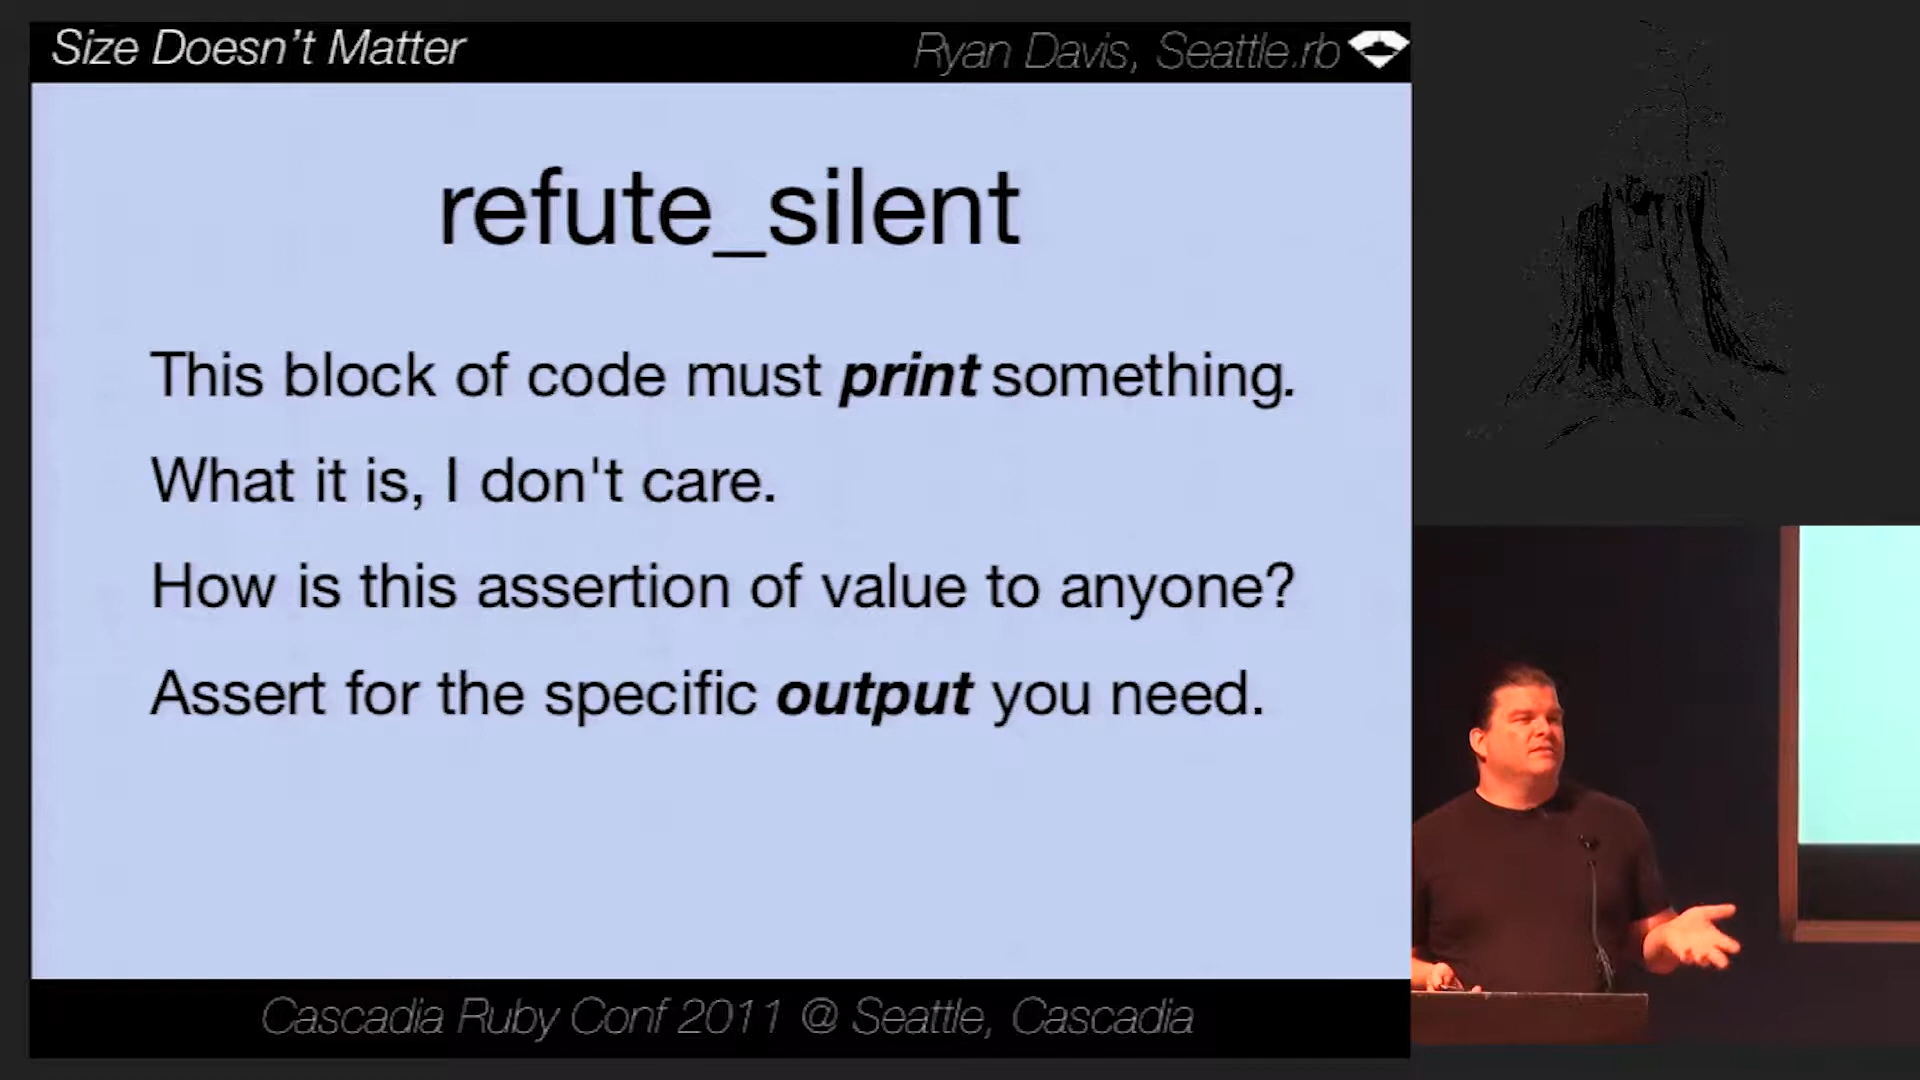 Size Doesn’t Matter
Ryan Davis, Seattle.rb
refute_silent
This block of code must print something.
What it is, I don't care.
How is this assertion of value to anyone?
Assert for the specific output you need.
Cascadia Ruby Conf 2011 @ Seattle, Cascadia